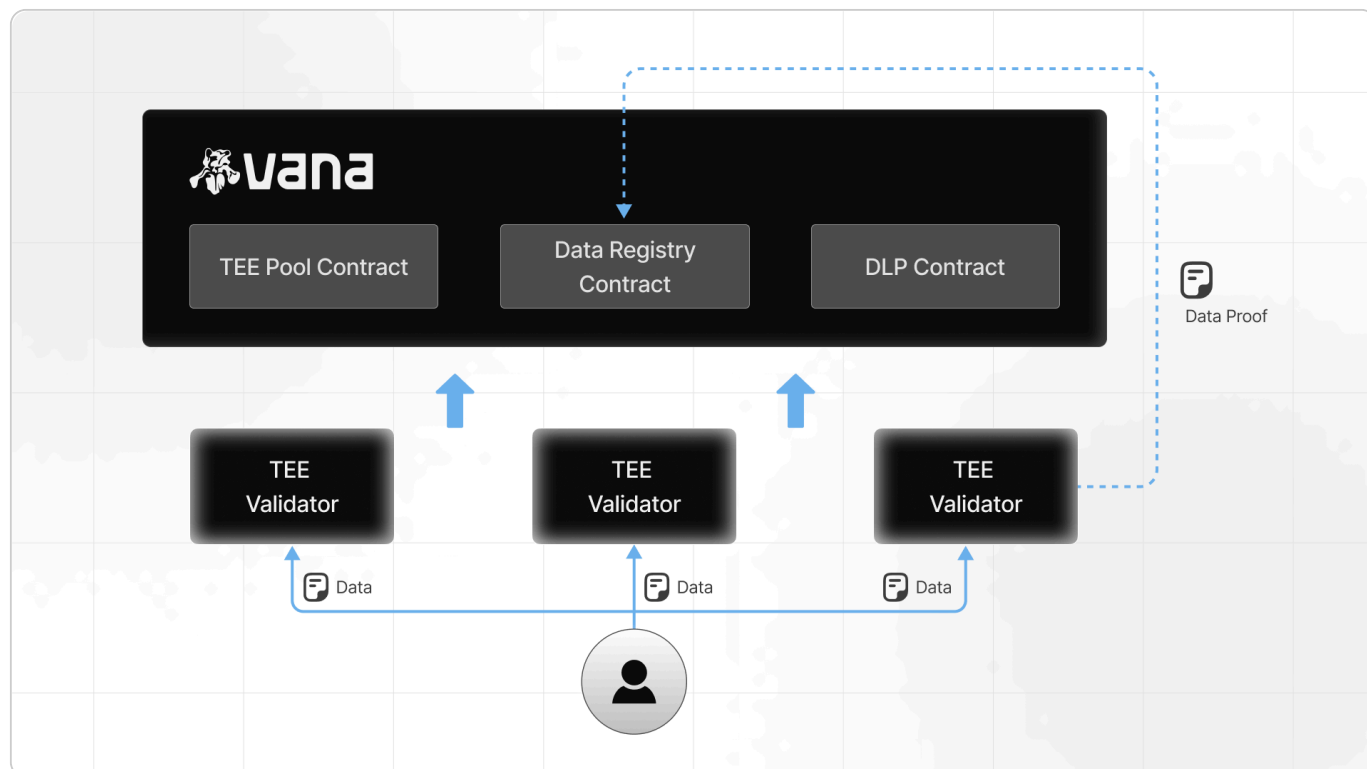 vana
TEE Pool Contract
Data Registry
Contract
DLP Contract
Data Proof
TEE
Validator
TEE
Validator
TEE
Validator
Data
Data
Data